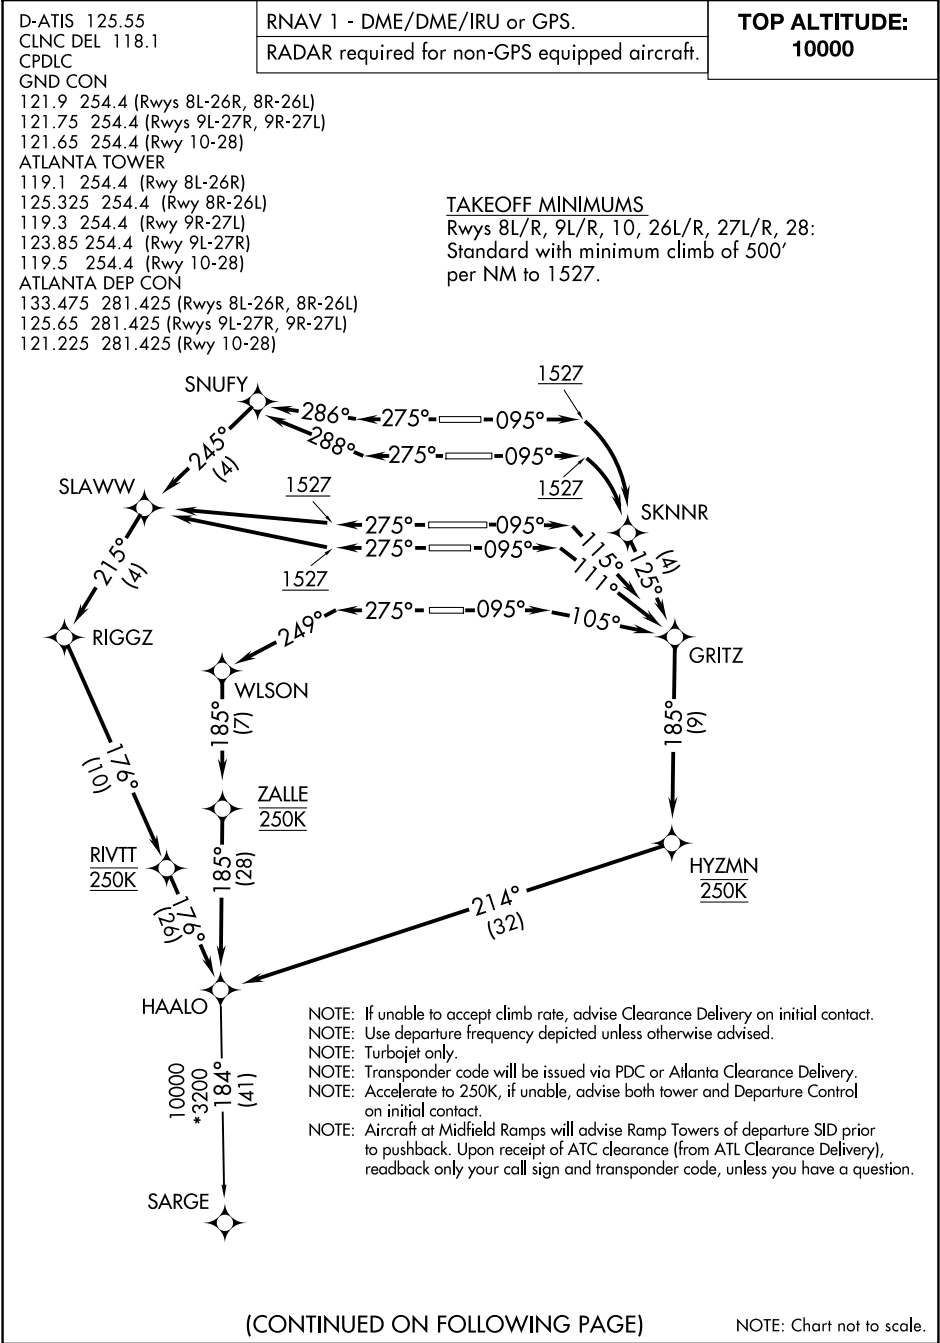 D-ATIS 125.55
CLNC DEL 118.1
CPDLC
GND CON
121.9 254.4 (Rwys 8L-26R, 8R-26L)
121.75 254.4 (Rwys 9L-27R, 9R-27L)
121.65 254.4 (Rwy 10-28)
ATLANTA TOWER
119.1 254.4 (Rwy 8L-26R)
125.325 254.4 (Rwy 8R-26L)
119.3 254.4 (Rwy 9R-27L)
123.85 254.4 (Rwy 9L-27R)
119.5 254.4 (Rwy 10-28)
ATLANTA DEP CON
133.475 281.425 (Rwys 8L-26R, 8R-26L)
125.65 281.425 (Rwys 9L-27R, 9R-27L)
121.225 281.425 (Rwy 10-28)
RNAV 1 - DME/DME/IRU or GPS.
RADAR required for non-GPS equipped aircraft.
TOP ALTITUDE:
10000
TAKEOFF MINIMUMS
Rwys 8L/R, 9L/R, 10, 26L/R, 27L/R, 28:
Standard with minimum climb of 500'
per NM to 1527.
SNUFY
1527
286° 275° 095°
288° 275° 095°
245°
(4)
1527
SLAWW
1527
SKNNR
275° 095°
275° 095°
115°
111°
125°
(4)
1527
215°
(4)
249° 275° 095° 105°
RIGGZ
GRITZ
WLSON
185°
(7)
185°
(9)
176°
(10)
ZALLE
250K
RIVTT
250K
HYZMN
250K
185°
(28)
176°
(26)
214°
(32)
HAALO
10000
*3200
184°
(41)
SARGE
NOTE: If unable to accept climb rate, advise Clearance Delivery on initial contact.
NOTE: Use departure frequency depicted unless otherwise advised.
NOTE: Turbojet only.
NOTE: Transponder code will be issued via PDC or Atlanta Clearance Delivery.
NOTE: Accelerate to 250K, if unable, advise both tower and Departure Control
on initial contact.
NOTE: Aircraft at Midfield Ramps will advise Ramp Towers of departure SID prior
to pushback. Upon receipt of ATC clearance (from ATL Clearance Delivery),
readback only your call sign and transponder code, unless you have a question.
(CONTINUED ON FOLLOWING PAGE)
NOTE: Chart not to scale.